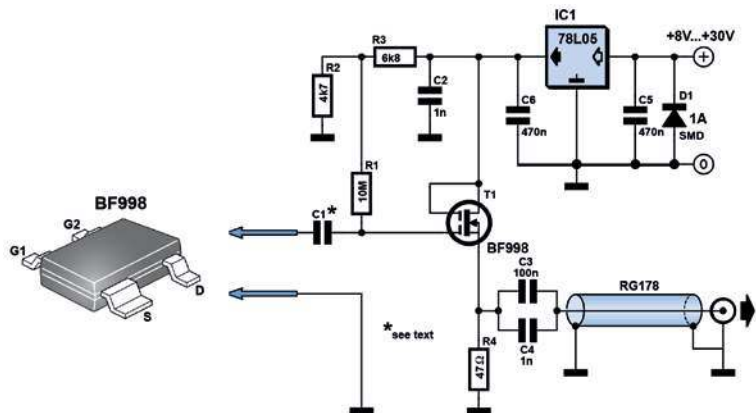 IC1
78L05
+8V...+30V
R3
6k8
R2
4k7
C2
1n
C6
470n
C5
470n
D1
1A
SMD
R1
10M
BF998
G2
G1
D
S
C1*
T1
BF998
C3
100n
RG178
*see text
C4
1n
R4
47Ω